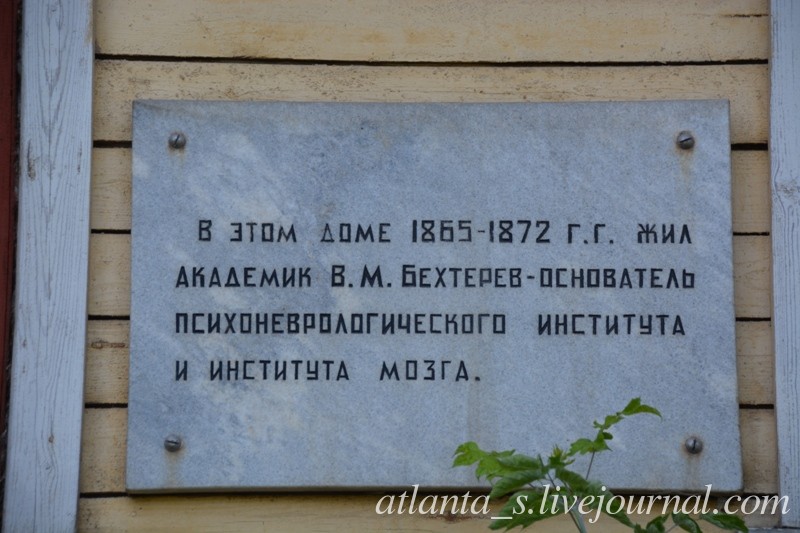 В ЭТОМ ДОМЕ 1865-1872 Г.Г. ЖИЛ
АКАДЕМИК В.М. БЕХТЕРЕВ-ОСНОВАТЕЛЬ
ПСИХОНЕВРОЛОГИЧЕСКОГО ИНСТИТУТА
И ИНСТИТУТА МОЗГА.
atlanta_s.livejournal.com